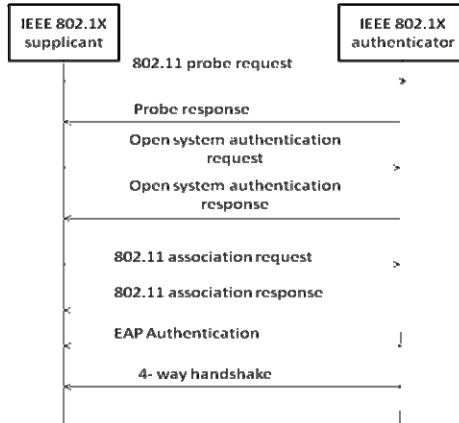 IEEE 802.1X
supplicant
IEEE 802.1X
authenticator
802.11 probe request
Probe response
Open system authentication
request
Open system authentication
response
802.11 association request
802.11 association response
EAP Authentication
4- way handshake